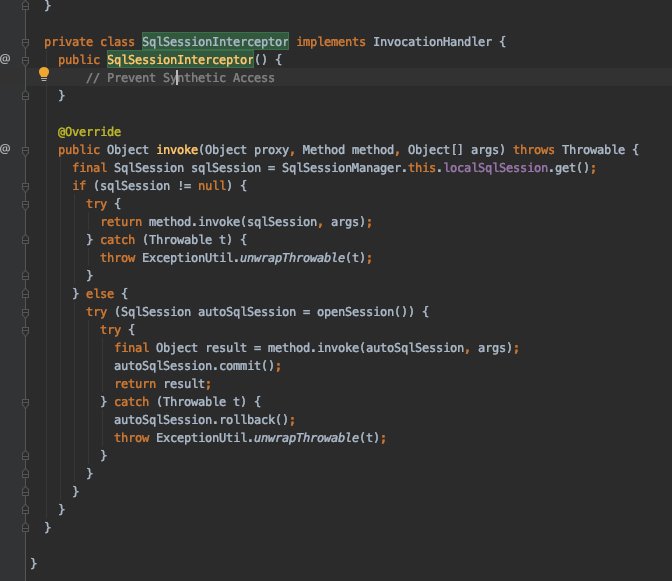 }
private class SqlSessionInterceptor implements InvocationHandler {
@ public SqlSessionInterceptor() {
// Prevent Synthetic Access
}
@Override
@ public Object invoke(Object proxy, Method method, Object[] args) throws Throwable {
final SqlSession sqlSession = SqlSessionManager.this.localSqlSession.get();
if (sqlSession != null) {
try {
return method.invoke(sqlSession, args);
} catch (Throwable t) {
throw ExceptionUtil.unwrapThrowable(t);
}
} else {
try (SqlSession autoSqlSession = openSession()) {
try {
final Object result = method.invoke(autoSqlSession, args);
autoSqlSession.commit();
return result;
} catch (Throwable t) {
autoSqlSession.rollback();
throw ExceptionUtil.unwrapThrowable(t);
}
}
}
}
}
}